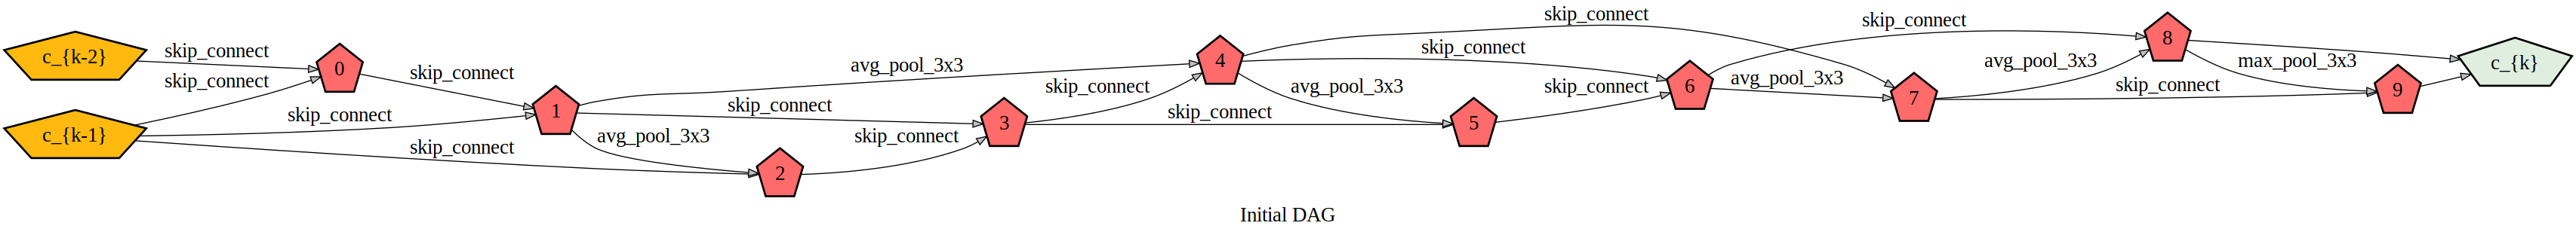 c_{k-2}
skip_connect
skip_connect
c_{k-1}
skip_connect
skip_connect
0
skip_connect
1
avg_pool_3x3
skip_connect
avg_pool_3x3
2
skip_connect
3
skip_connect
skip_connect
4
skip_connect
skip_connect
avg_pool_3x3
5
skip_connect
6
skip_connect
avg_pool_3x3
7
avg_pool_3x3
skip_connect
8
max_pool_3x3
9
c_{k}
Initial DAG